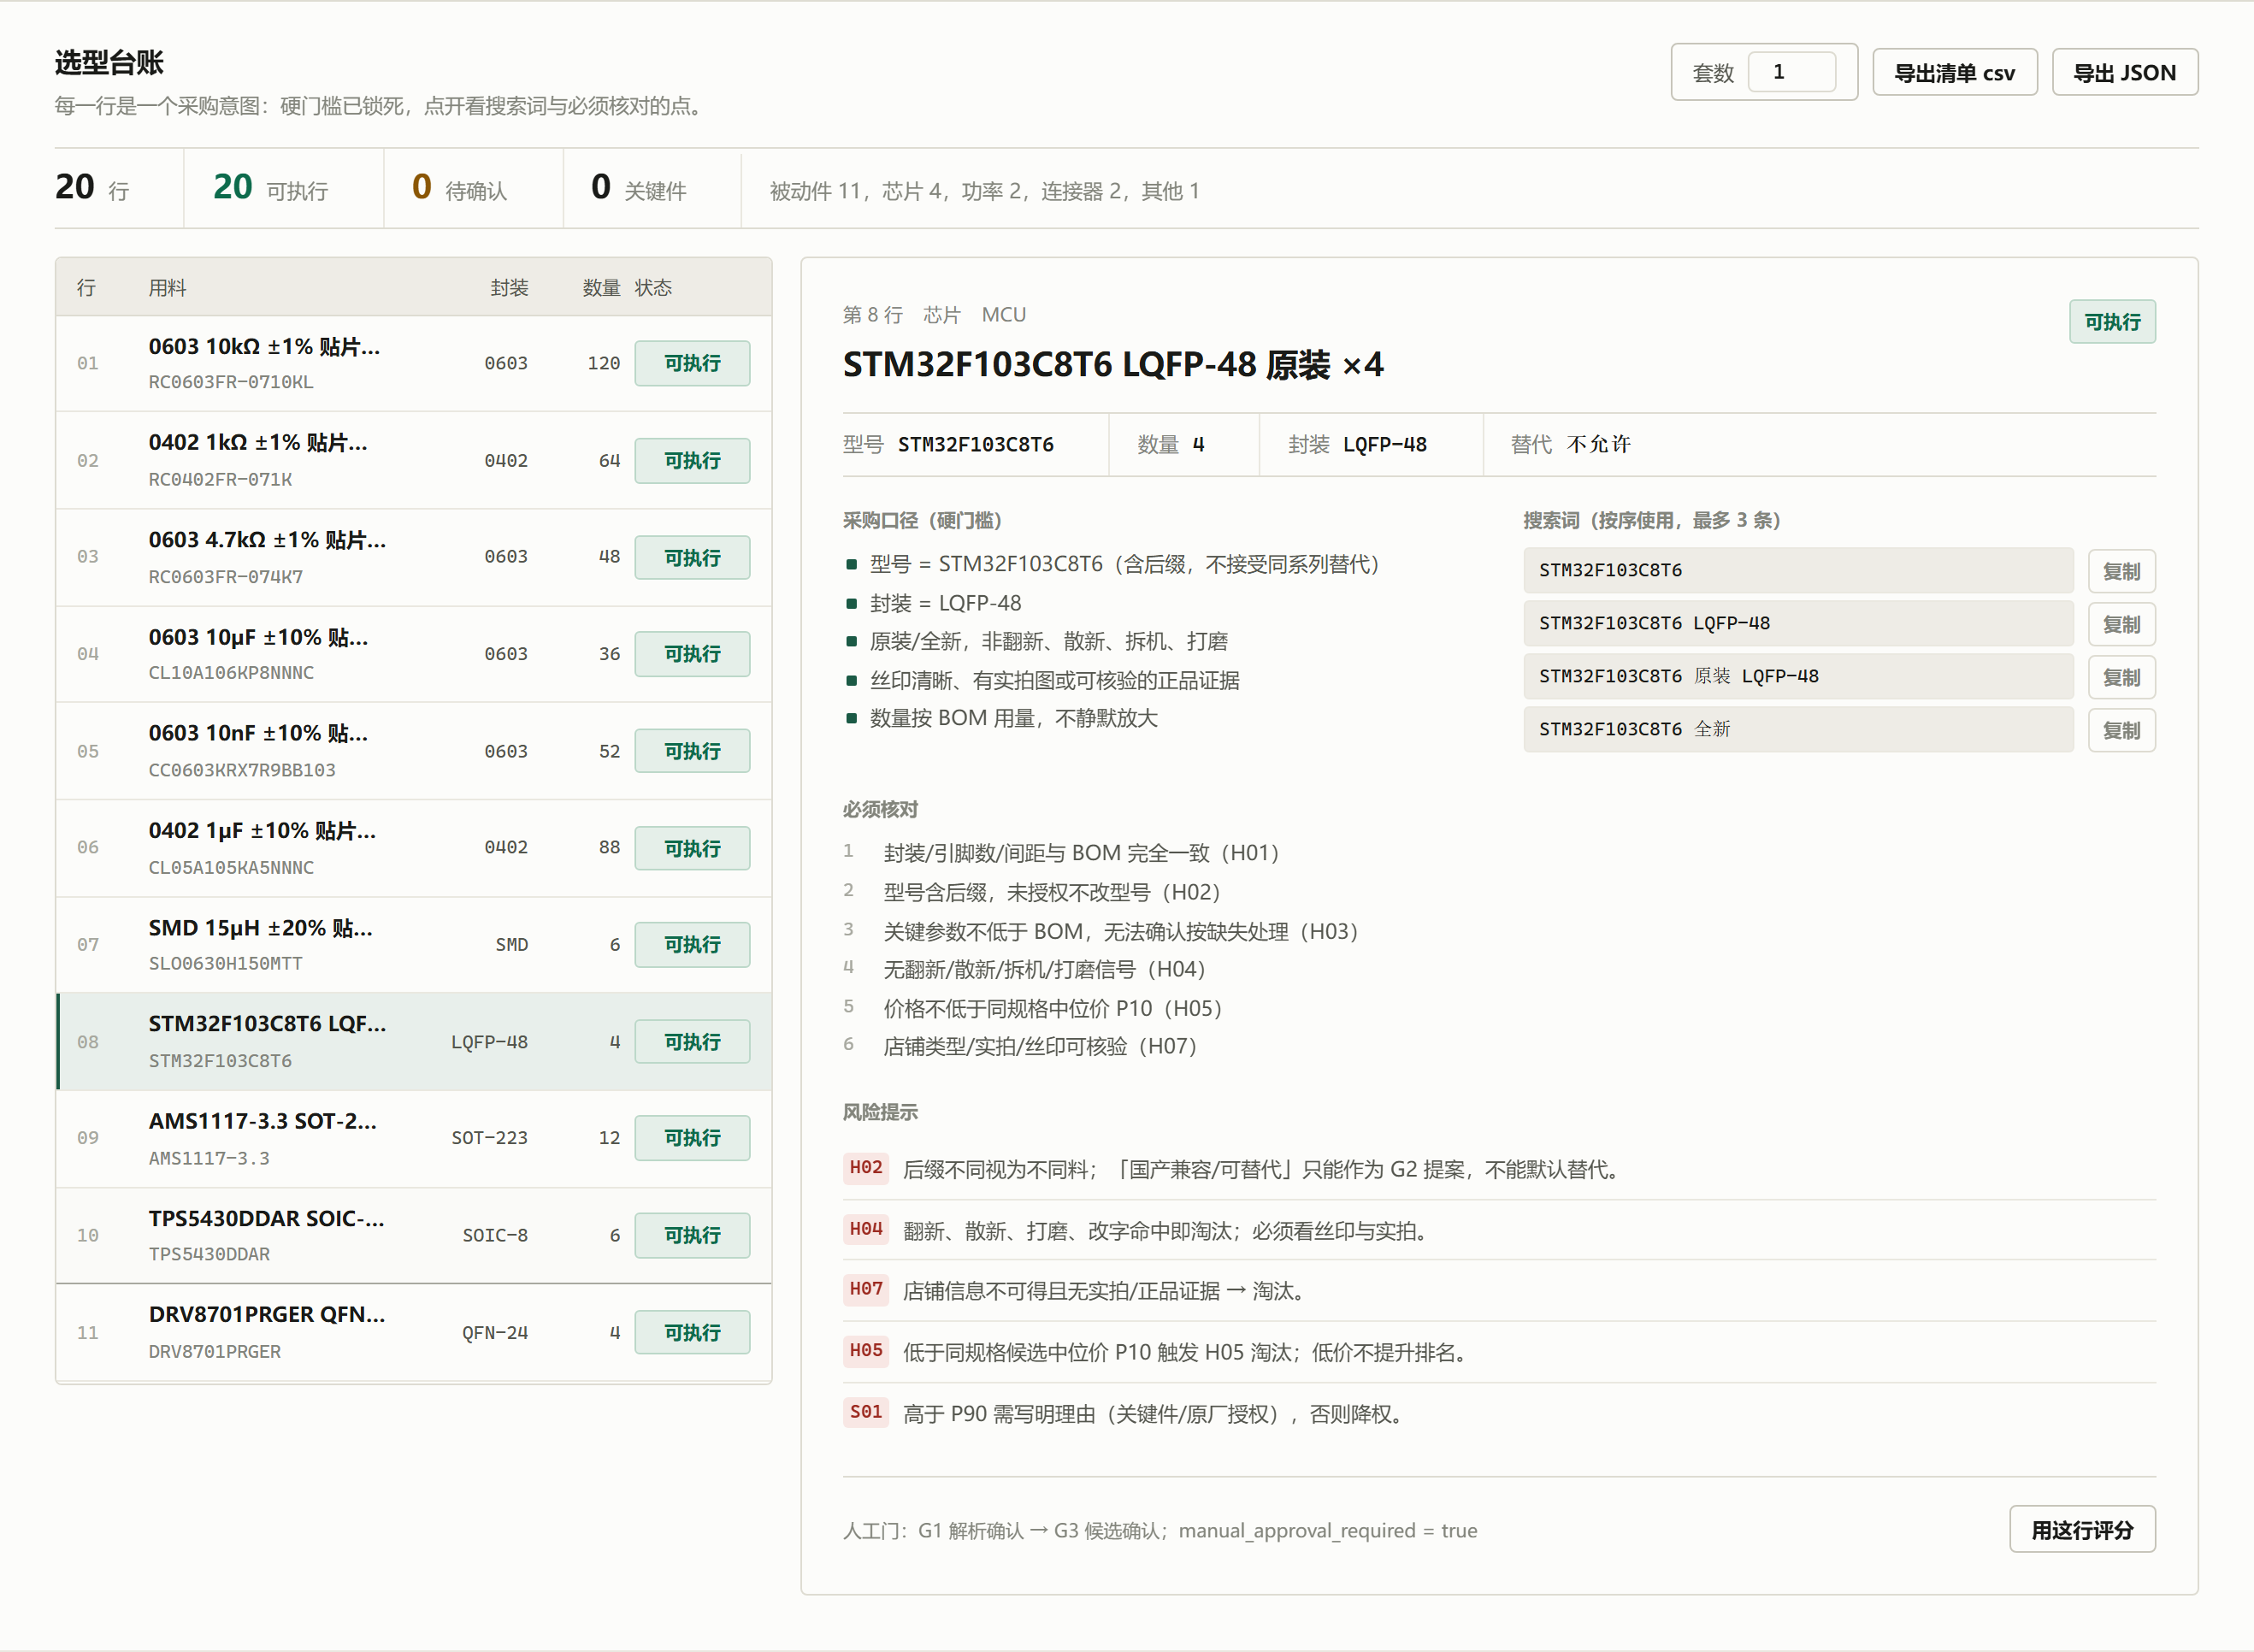 选型台账
每一行是一个采购意图：硬门槛已锁死，点开看搜索词与必须核对的点。
套数 1 导出清单 csv 导出 JSON
20 行 20 可执行 0 待确认 0 关键件 被动件 11，芯片 4，功率 2，连接器 2，其他 1
行 用料 封装 数量 状态
01 0603 10kΩ ±1% 贴片... 0603 120 可执行
RC0603FR-0710KL
02 0402 1kΩ ±1% 贴片... 0402 64 可执行
RC0402FR-071K
03 0603 4.7kΩ ±1% 贴片... 0603 48 可执行
RC0603FR-074K7
04 0603 10μF ±10% 贴... 0603 36 可执行
CL10A106KP8NNNC
05 0603 10nF ±10% 贴... 0603 52 可执行
CC0603KRX7R9BB103
06 0402 1μF ±10% 贴片... 0402 88 可执行
CL05A105KA5NNNC
07 SMD 15μH ±20% 贴... SMD 6 可执行
SLO0630H150MTT
08 STM32F103C8T6 LQF... LQFP-48 4 可执行
STM32F103C8T6
09 AMS1117-3.3 SOT-2... SOT-223 12 可执行
AMS1117-3.3
10 TPS5430DDAR SOIC-... SOIC-8 6 可执行
TPS5430DDAR
11 DRV8701PRGER QFN... QFN-24 4 可执行
DRV8701PRGER
第 8 行 芯片 MCU
可执行
STM32F103C8T6 LQFP-48 原装 ×4
型号 STM32F103C8T6 数量 4 封装 LQFP-48 替代 不允许
采购口径（硬门槛）
型号 = STM32F103C8T6（含后缀，不接受同系列替代）
封装 = LQFP-48
原装/全新，非翻新、散新、拆机、打磨
丝印清晰、有实拍图或可核验的正品证据
数量按 BOM 用量，不静默放大
搜索词（按序使用，最多 3 条）
STM32F103C8T6 复制
STM32F103C8T6 LQFP-48 复制
STM32F103C8T6 原装 LQFP-48 复制
STM32F103C8T6 全新 复制
必须核对
1 封装/引脚数/间距与 BOM 完全一致（H01）
2 型号含后缀，未授权不改型号（H02）
3 关键参数不低于 BOM，无法确认按缺失处理（H03）
4 无翻新/散新/拆机/打磨信号（H04）
5 价格不低于同规格中位价 P10（H05）
6 店铺类型/实拍/丝印可核验（H07）
风险提示
H02 后缀不同视为不同料；「国产兼容/可替代」只能作为 G2 提案，不能默认替代。
H04 翻新、散新、打磨、改字命中即淘汰；必须看丝印与实拍。
H07 店铺信息不可得且无实拍/正品证据 → 淘汰。
H05 低于同规格候选中位价 P10 触发 H05 淘汰；低价不提升排名。
S01 高于 P90 需写明理由（关键件/原厂授权），否则降权。
人工门：G1 解析确认 → G3 候选确认；manual_approval_required = true
用这行评分